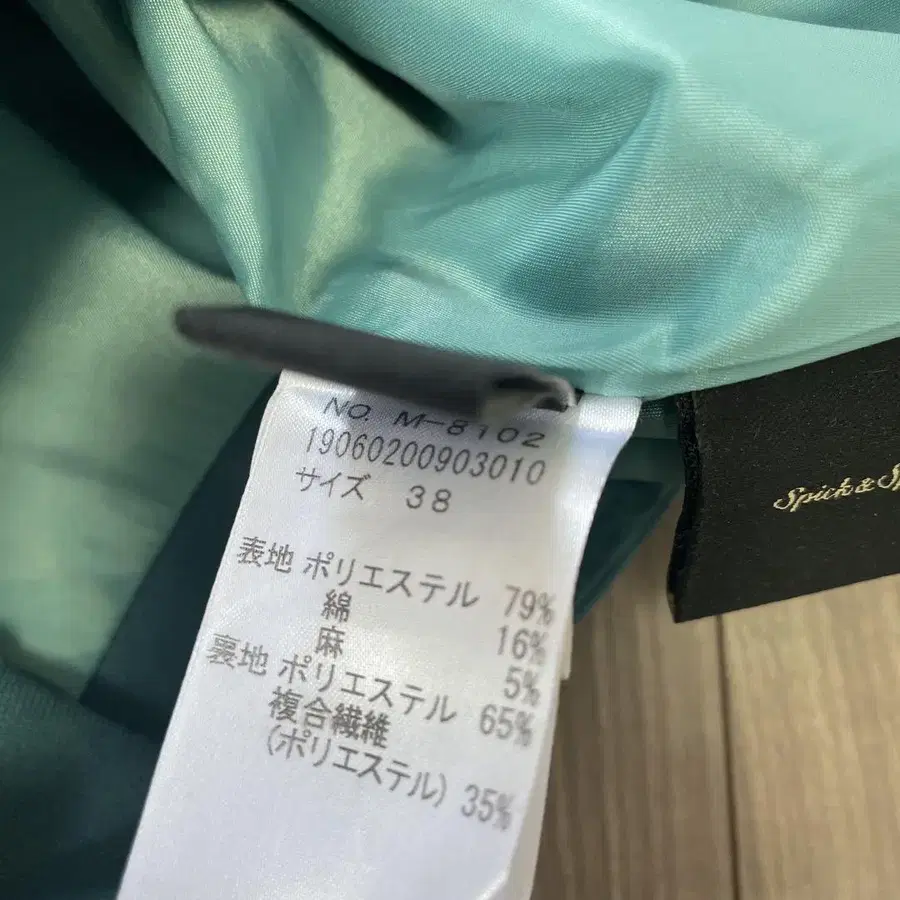 NO. M-8102
19060200903010
サイズ 38
表地 ポリエステル 79%
綿 16%
麻 5%
裏地 ポリエステル 65%
複合繊維
(ポリエステル) 35%
Spick &